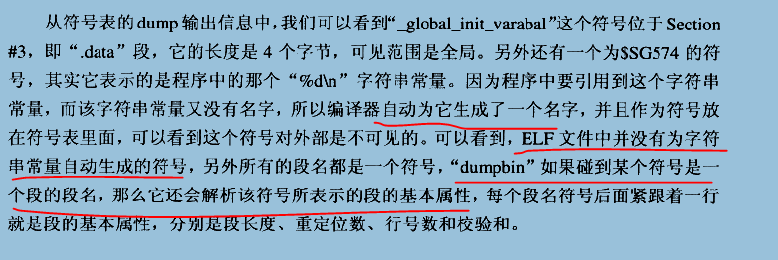 从符号表的dump输出信息中，我们可以看到“_global_init_varabal”这个符号位于Section
#3，即“.data”段，它的长度是4个字节，可见范围是全局。另外还有一个为$SG574的符
号，其实它表示的是程序中的那个“%d\n”字符串常量。因为程序中要引用到这个字符串
常量，而该字符串常量又没有名字，所以编译器自动为它生成了一个名字，并且作为符号放
在符号表里面，可以看到这个符号对外部是不可见的。可以看到，ELF文件中并没有为字符
串常量自动生成的符号，另外所有的段名都是一个符号，“dumpbin”如果碰到某个符号是一
个段的段名，那么它还会解析该符号所表示的段的基本属性，每个段名符号后面紧跟着一行
就是段的基本属性，分别是段长度、重定位数、行号数和校验和。